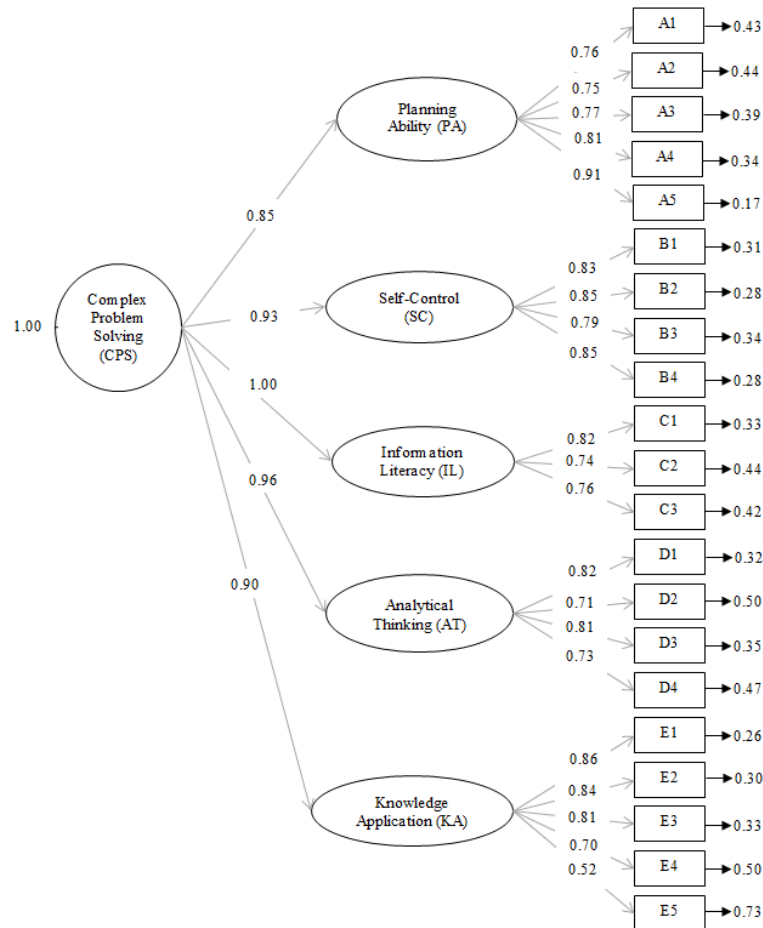 1.00
Complex
Problem
Solving
(CPS)
0.85
0.93
1.00
0.96
0.90
Planning
Ability (PA)
0.76
0.75
0.77
0.81
0.91
A1
0.43
A2
0.44
A3
0.39
A4
0.34
A5
0.17
Self-Control
(SC)
0.83
0.85
0.79
0.85
B1
0.31
B2
0.28
B3
0.34
B4
0.28
Information
Literacy (IL)
0.82
0.74
0.76
C1
0.33
C2
0.44
C3
0.42
Analytical
Thinking (AT)
0.82
0.71
0.81
0.73
D1
0.32
D2
0.50
D3
0.35
D4
0.47
Knowledge
Application (KA)
0.86
0.84
0.81
0.70
0.52
E1
0.26
E2
0.30
E3
0.33
E4
0.50
E5
0.73